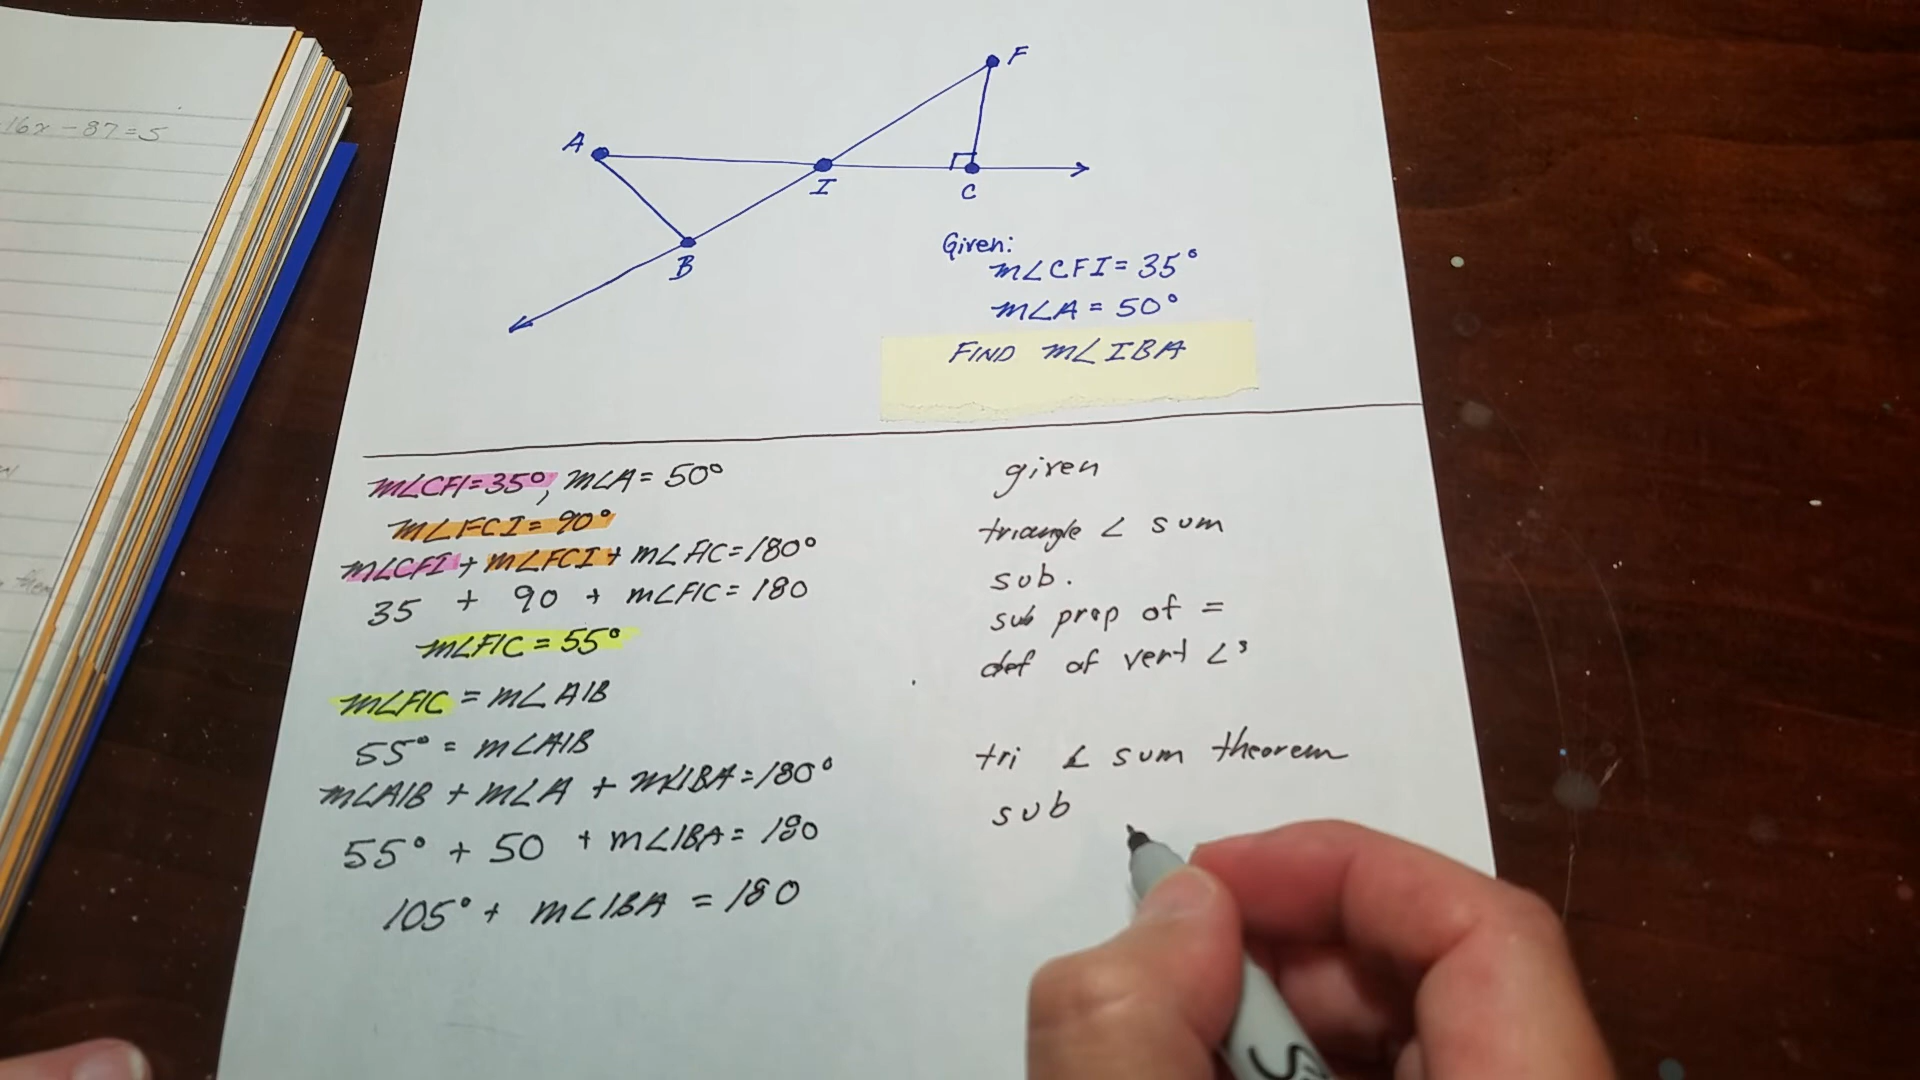 16x - 87 = 5
F
A
I
C
B
Given:
m∠CFI = 35°
m∠A = 50°
FIND m∠IBA
m∠CFI = 35°, m∠A = 50°
given
m∠FCI = 90°
triangle ∠ sum
m∠CFI + m∠FCI + m∠FIC = 180°
sub.
35 + 90 + m∠FIC = 180
sub prop of =
m∠FIC = 55°
def of vert ∠s
m∠FIC = m∠AIB
55° = m∠AIB
tri ∠ sum theorem
m∠AIB + m∠A + m∠IBA = 180°
sub
55° + 50 + m∠IBA = 180
105° + m∠IBA = 180